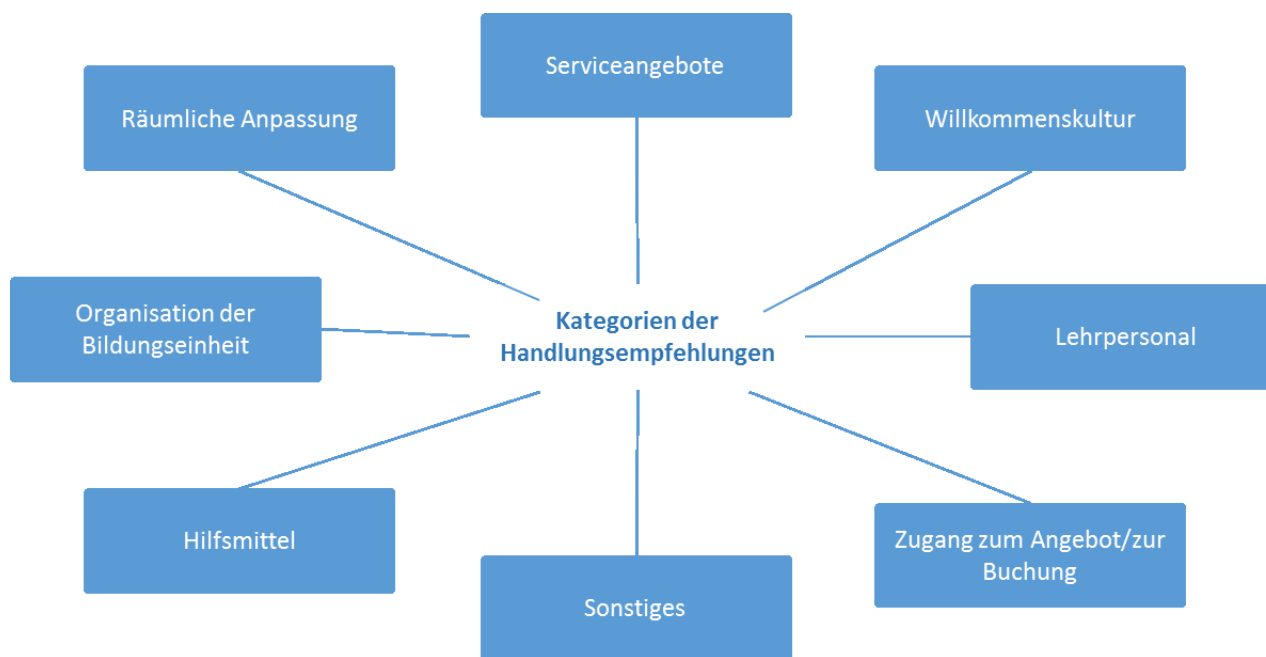 Serviceangebote
Räumliche Anpassung
Willkommenskultur
Organisation der
Bildungseinheit
Kategorien der
Handlungsempfehlungen
Lehrpersonal
Hilfsmittel
Zugang zum Angebot/zur
Buchung
Sonstiges